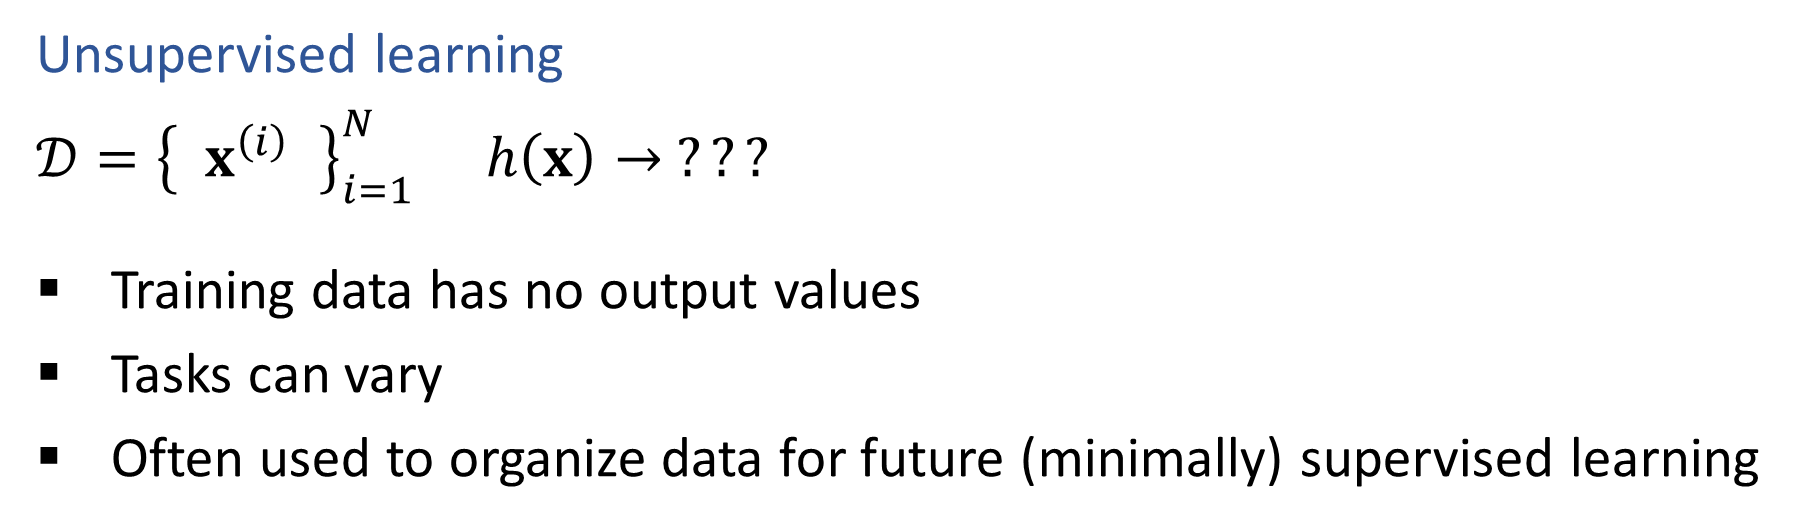 Unsupervised learning
𝒟 = { 𝐱^(𝑖) }_{𝑖=1}^𝑁 ℎ(𝐱) → ? ? ?
▪ Training data has no output values
▪ Tasks can vary
▪ Often used to organize data for future (minimally) supervised learning